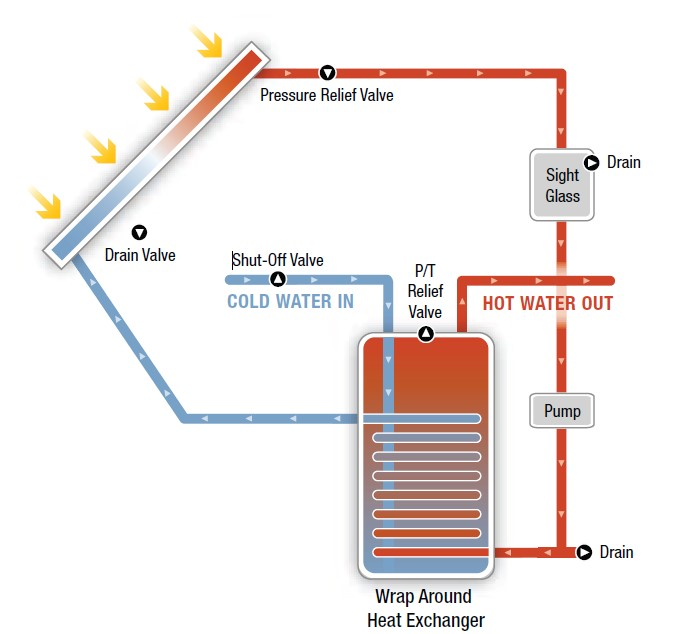 Pressure Relief Valve
Sight
Glass
Drain
Drain Valve
Shut-Off Valve
COLD WATER IN
P/T
Relief
Valve
HOT WATER OUT
Pump
Drain
Wrap Around
Heat Exchanger